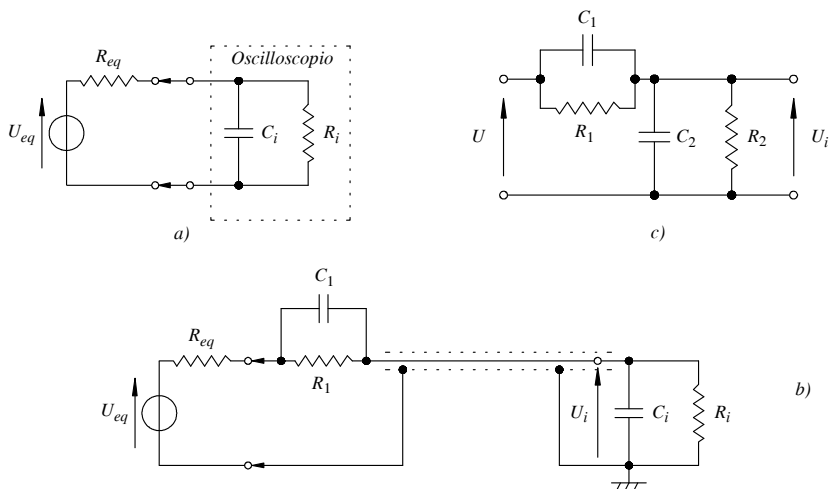 Oscilloscopio
R_eq
U_eq
C_i
R_i
a)
C_1
R_1
U
C_2
R_2
U_i
c)
C_1
R_eq
R_1
U_eq
U_i
C_i
R_i
b)